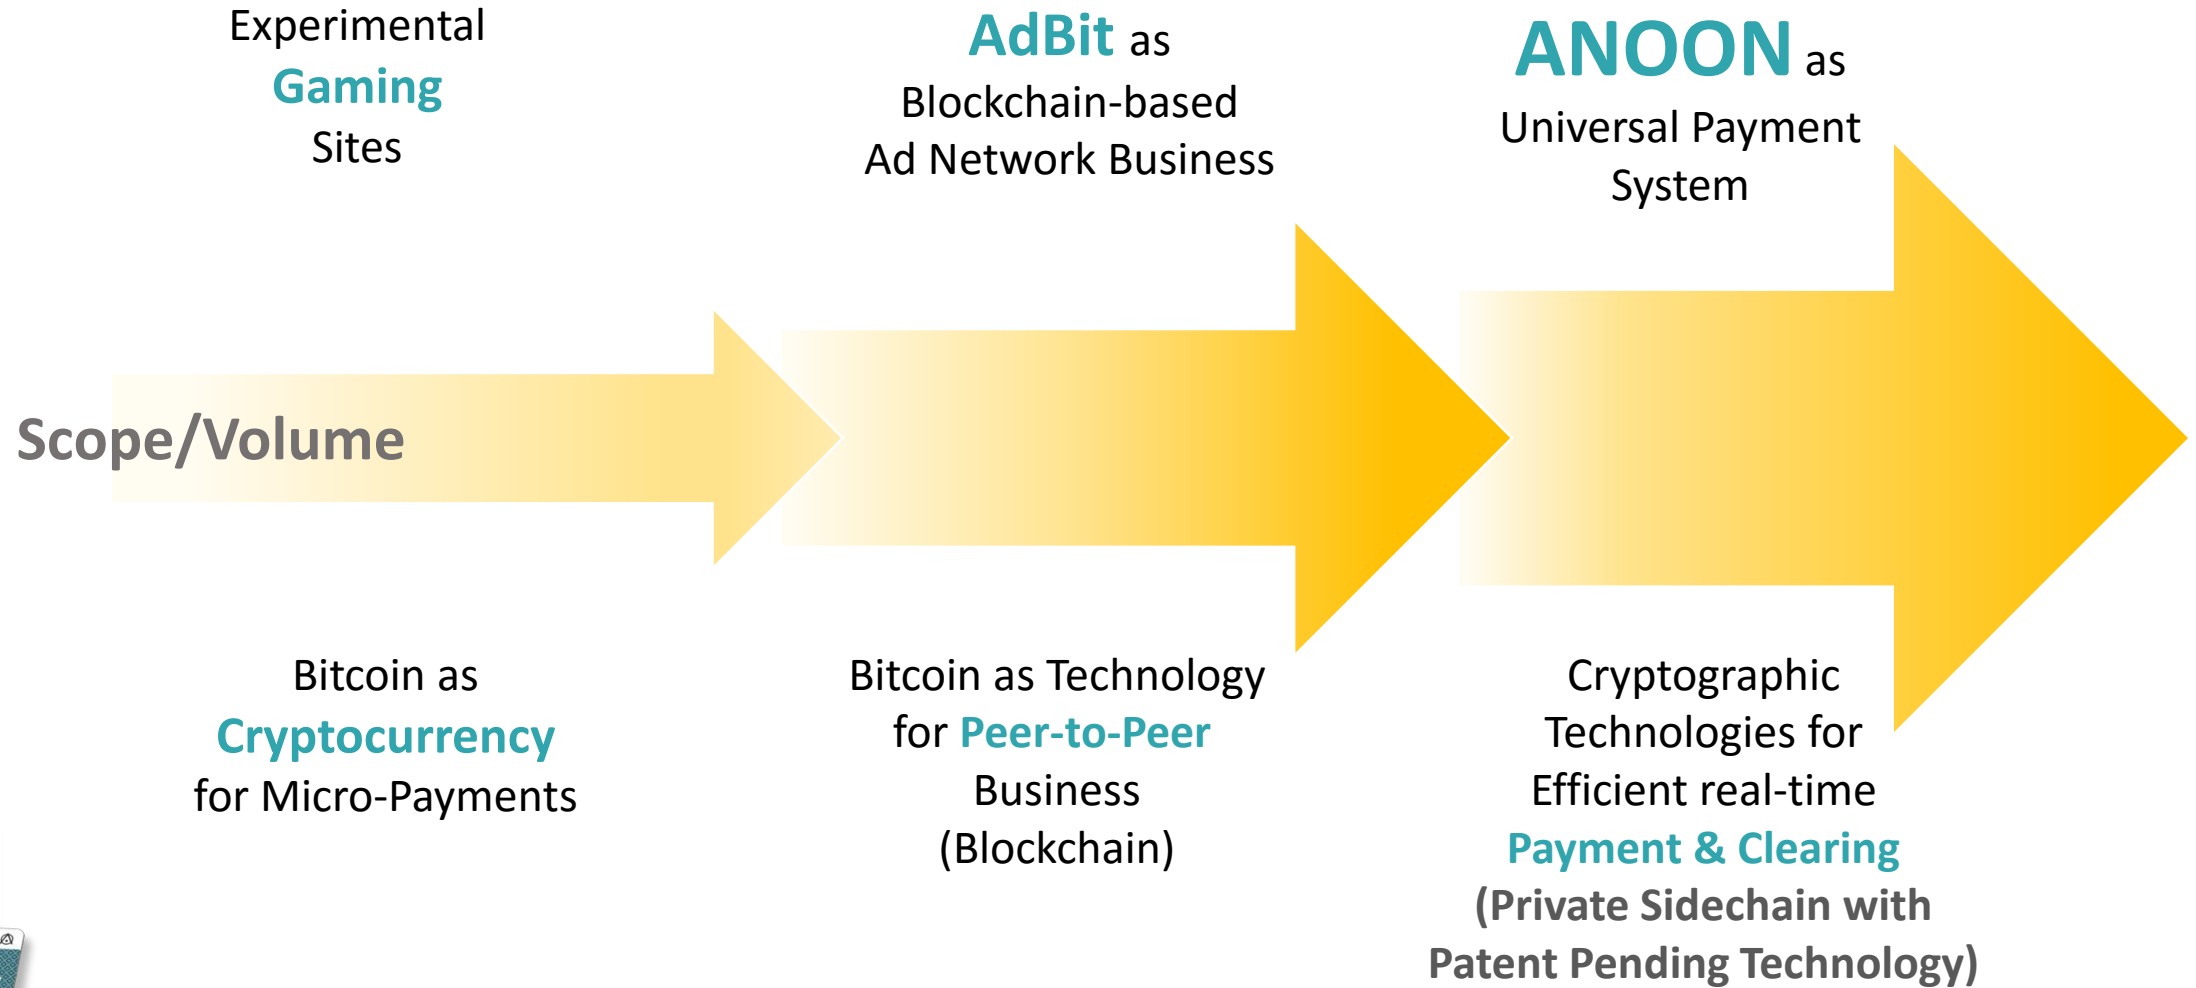 Experimental
Gaming
Sites
AdBit as
Blockchain-based
Ad Network Business
ANOON as
Universal Payment
System
Scope/Volume
Bitcoin as
Cryptocurrency
for Micro-Payments
Bitcoin as Technology
for Peer-to-Peer
Business
(Blockchain)
Cryptographic
Technologies for
Efficient real-time
Payment & Clearing
(Private Sidechain with
Patent Pending Technology)